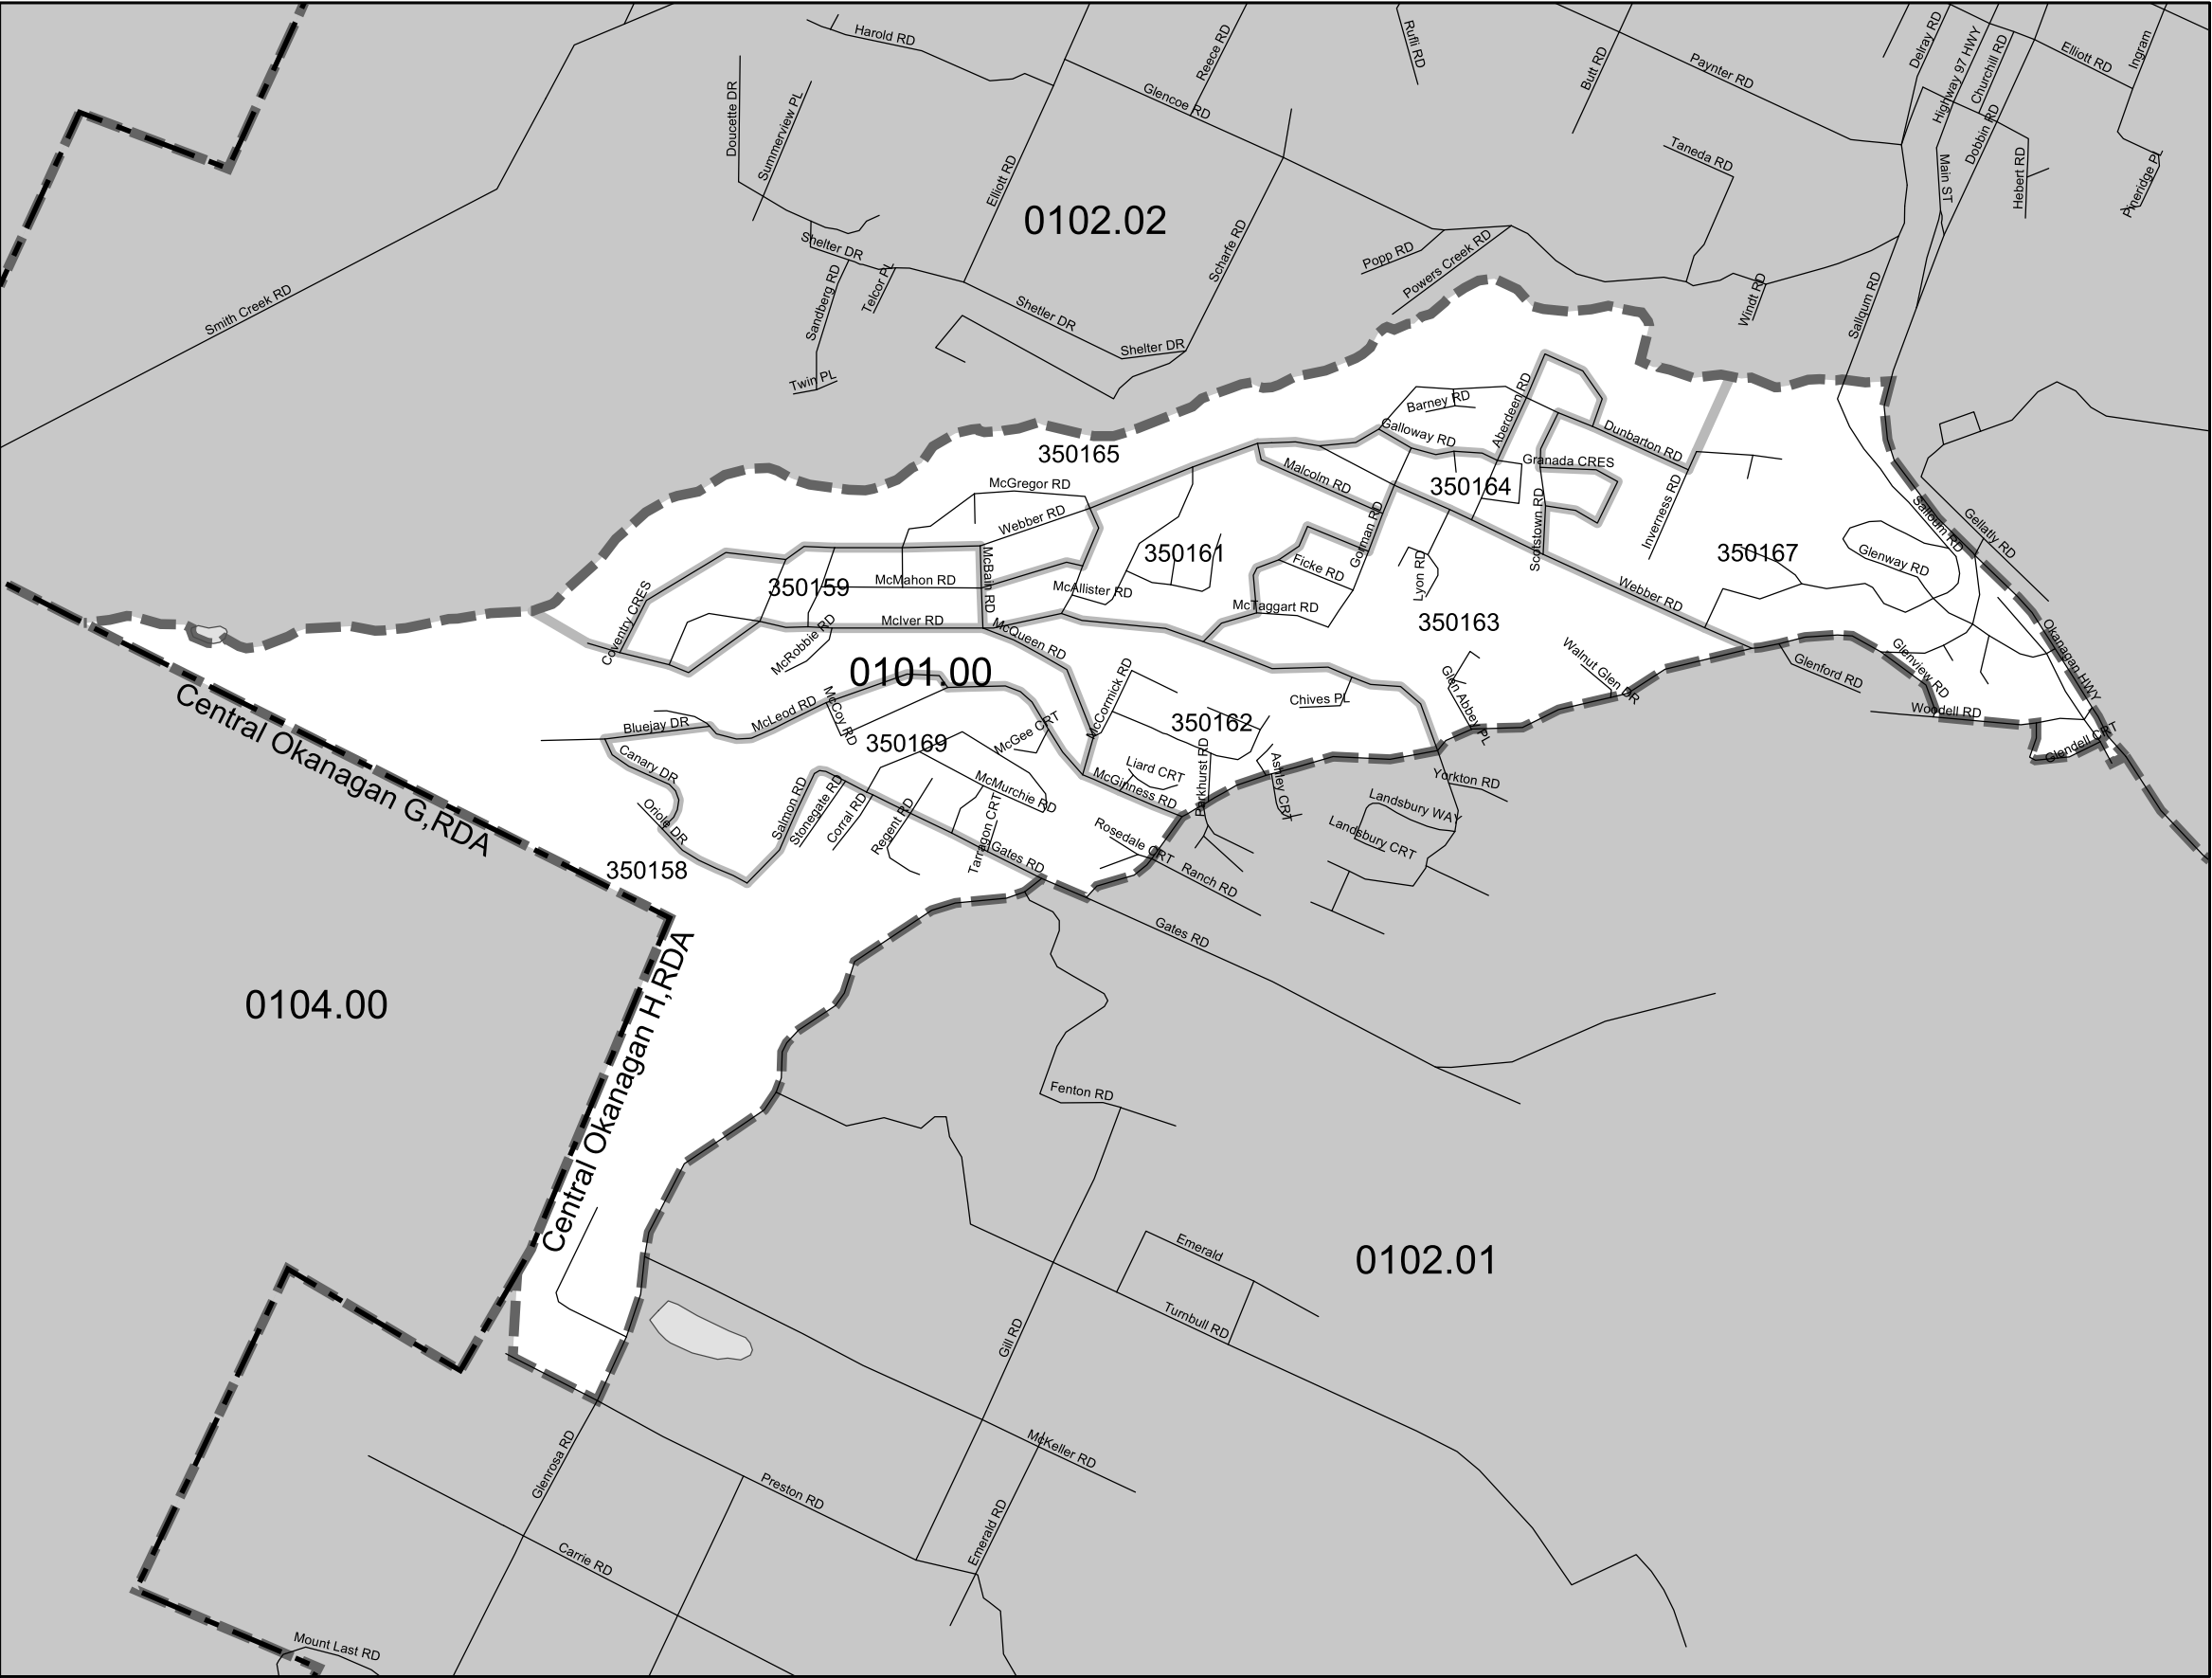 Harold RD
Reece RD
Rufli RD
Butt RD
Paynter RD
Delray RD
Highway 97 HWY
Churchill RD
Elliott RD
Ingram
Doucette DR
Summerview PL
Glencoe RD
Taneda RD
Dobbin RD
Main ST
Hebert RD
Pineridge PL
Elliott RD
0102.02
Scharfe RD
Shelter DR
Popp RD
Powers Creek RD
Sandberg RD
Telcor PL
Smith Creek RD
Shetler DR
Windt RD
Shelter DR
Twin PL
Barney RD
Aberdeen RD
Galloway RD
Dunbarton RD
350165
Granada CRES
Malcolm RD
350164
McGregor RD
Webber RD
Gorman RD
Scotstown RD
Inverness RD
Gellatly RD
350161
350167
Glenway RD
McBain RD
Ficke RD
350159
McMahon RD
McAllister RD
Lyon RD
Webber RD
Coventry CRES
McIver RD
McTaggart RD
McQueen RD
350163
McRobbie RD
Okanagan HWY
0101.00
McCormick RD
Glen Abbey PL
Walnut Glen DR
Glenford RD
Glenview RD
Chives PL
Woodell RD
Central Okanagan G,RDA
Bluejay DR
McLeod RD
McCoy RD
350169
McGee CRT
350162
Glendell CRT
Canary DR
Liard CRT
Parkhurst RD
Ashley CRT
Yorkton RD
McMurchie RD
McGinness RD
Landsbury WAY
Oriole DR
Salmon RD
Stonegate RD
Corral RD
Regent RD
Tarragon CRT
Rosedale CRT
Landsbury CRT
Gates RD
Ranch RD
350158
Gates RD
Central Okanagan H,RDA
0104.00
Fenton RD
Emerald
0102.01
Turnbull RD
Gill RD
McKeller RD
Glenrosa RD
Preston RD
Emerald RD
Carrie RD
Mount Last RD